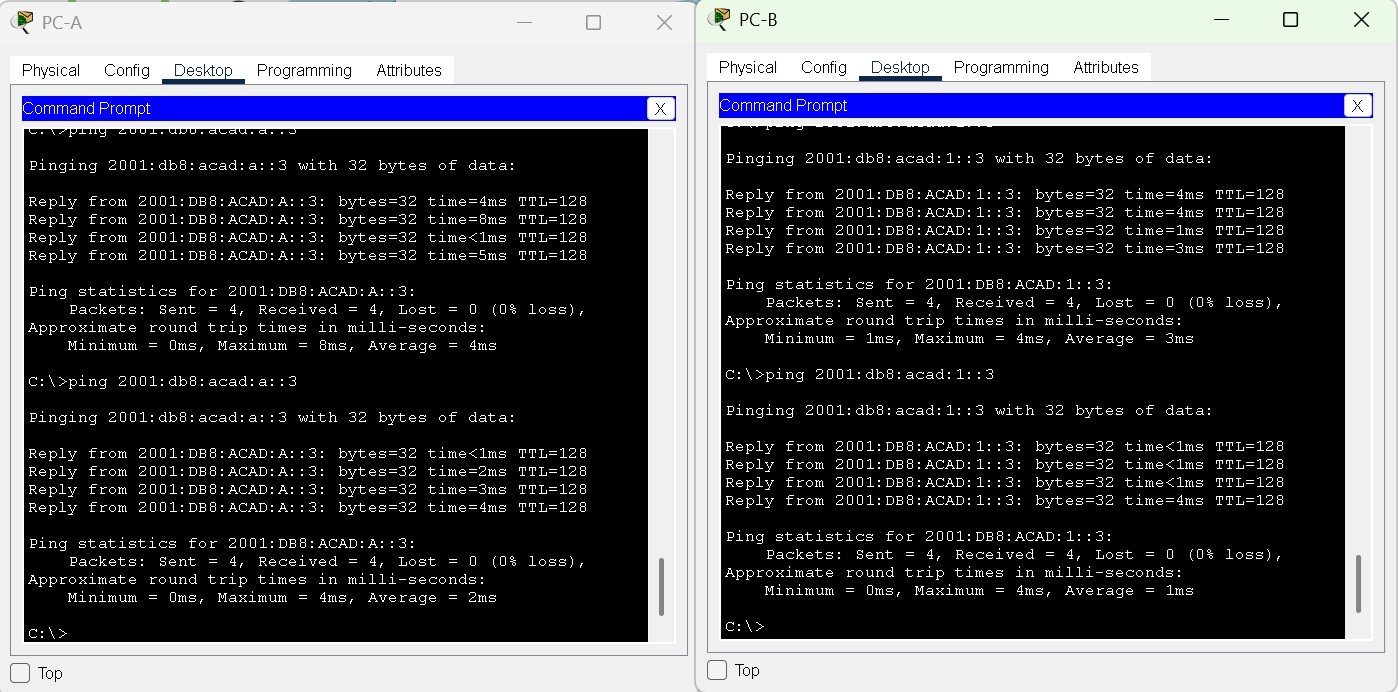 PC-A
Physical Config Desktop Programming Attributes
Command Prompt X
C:\>ping 2001:db8:acad:a::3
Pinging 2001:db8:acad:a::3 with 32 bytes of data:
Reply from 2001:DB8:ACAD:A::3: bytes=32 time=4ms TTL=128
Reply from 2001:DB8:ACAD:A::3: bytes=32 time=8ms TTL=128
Reply from 2001:DB8:ACAD:A::3: bytes=32 time<1ms TTL=128
Reply from 2001:DB8:ACAD:A::3: bytes=32 time=5ms TTL=128
Ping statistics for 2001:DB8:ACAD:A::3:
Packets: Sent = 4, Received = 4, Lost = 0 (0% loss),
Approximate round trip times in milli-seconds:
Minimum = 0ms, Maximum = 8ms, Average = 4ms
C:\>ping 2001:db8:acad:a::3
Pinging 2001:db8:acad:a::3 with 32 bytes of data:
Reply from 2001:DB8:ACAD:A::3: bytes=32 time<1ms TTL=128
Reply from 2001:DB8:ACAD:A::3: bytes=32 time=2ms TTL=128
Reply from 2001:DB8:ACAD:A::3: bytes=32 time=3ms TTL=128
Reply from 2001:DB8:ACAD:A::3: bytes=32 time=4ms TTL=128
Ping statistics for 2001:DB8:ACAD:A::3:
Packets: Sent = 4, Received = 4, Lost = 0 (0% loss),
Approximate round trip times in milli-seconds:
Minimum = 0ms, Maximum = 4ms, Average = 2ms
C:\>
Top
PC-B
Physical Config Desktop Programming Attributes
Command Prompt X
Pinging 2001:db8:acad:1::3 with 32 bytes of data:
Reply from 2001:DB8:ACAD:1::3: bytes=32 time=4ms TTL=128
Reply from 2001:DB8:ACAD:1::3: bytes=32 time=4ms TTL=128
Reply from 2001:DB8:ACAD:1::3: bytes=32 time=1ms TTL=128
Reply from 2001:DB8:ACAD:1::3: bytes=32 time=3ms TTL=128
Ping statistics for 2001:DB8:ACAD:1::3:
Packets: Sent = 4, Received = 4, Lost = 0 (0% loss),
Approximate round trip times in milli-seconds:
Minimum = 1ms, Maximum = 4ms, Average = 3ms
C:\>ping 2001:db8:acad:1::3
Pinging 2001:db8:acad:1::3 with 32 bytes of data:
Reply from 2001:DB8:ACAD:1::3: bytes=32 time<1ms TTL=128
Reply from 2001:DB8:ACAD:1::3: bytes=32 time<1ms TTL=128
Reply from 2001:DB8:ACAD:1::3: bytes=32 time<1ms TTL=128
Reply from 2001:DB8:ACAD:1::3: bytes=32 time=4ms TTL=128
Ping statistics for 2001:DB8:ACAD:1::3:
Packets: Sent = 4, Received = 4, Lost = 0 (0% loss),
Approximate round trip times in milli-seconds:
Minimum = 0ms, Maximum = 4ms, Average = 1ms
C:\>
Top